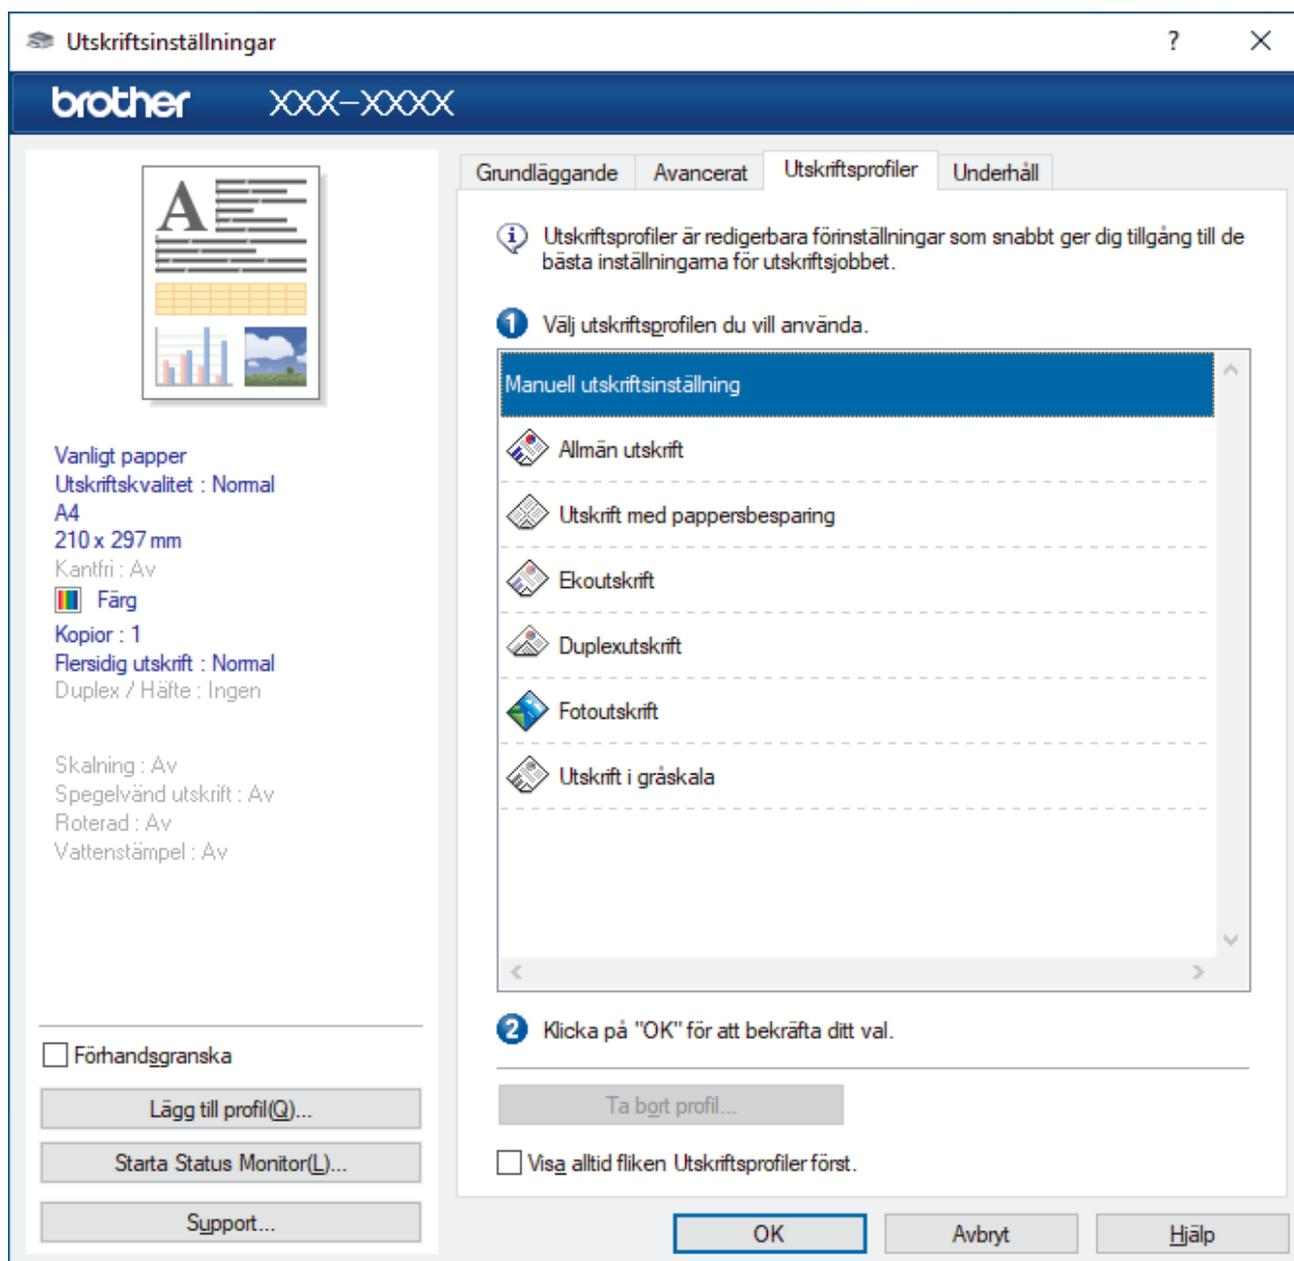 Utskriftsinställningar
?
brother XXX-XXXX
A
Vanligt papper
Utskriftskvalitet : Normal
A4
210 x 297 mm
Kantfri : Av
Färg
Kopior : 1
Flersidig utskrift : Normal
Duplex / Häfte : Ingen
Skalning : Av
Spegelvänd utskrift : Av
Roterad : Av
Vattenstämpel : Av
Förhandsgranska
Lägg till profil(Q)...
Starta Status Monitor(L)...
Support...
Grundläggande Avancerat Utskriftsprofiler Underhåll
Utskriftsprofiler är redigerbara förinställningar som snabbt ger dig tillgång till de
bästa inställningarna för utskriftsjobbet.
1 Välj utskriftsprofilen du vill använda.
Manuell utskriftsinställning
Allmän utskrift
Utskrift med pappersbesparing
Ekoutskrift
Duplexutskrift
Fotoutskrift
Utskrift i gråskala
2 Klicka på "OK" för att bekräfta ditt val.
Ta bort profil...
Visa alltid fliken Utskriftsprofiler först.
OK Avbryt Hjälp